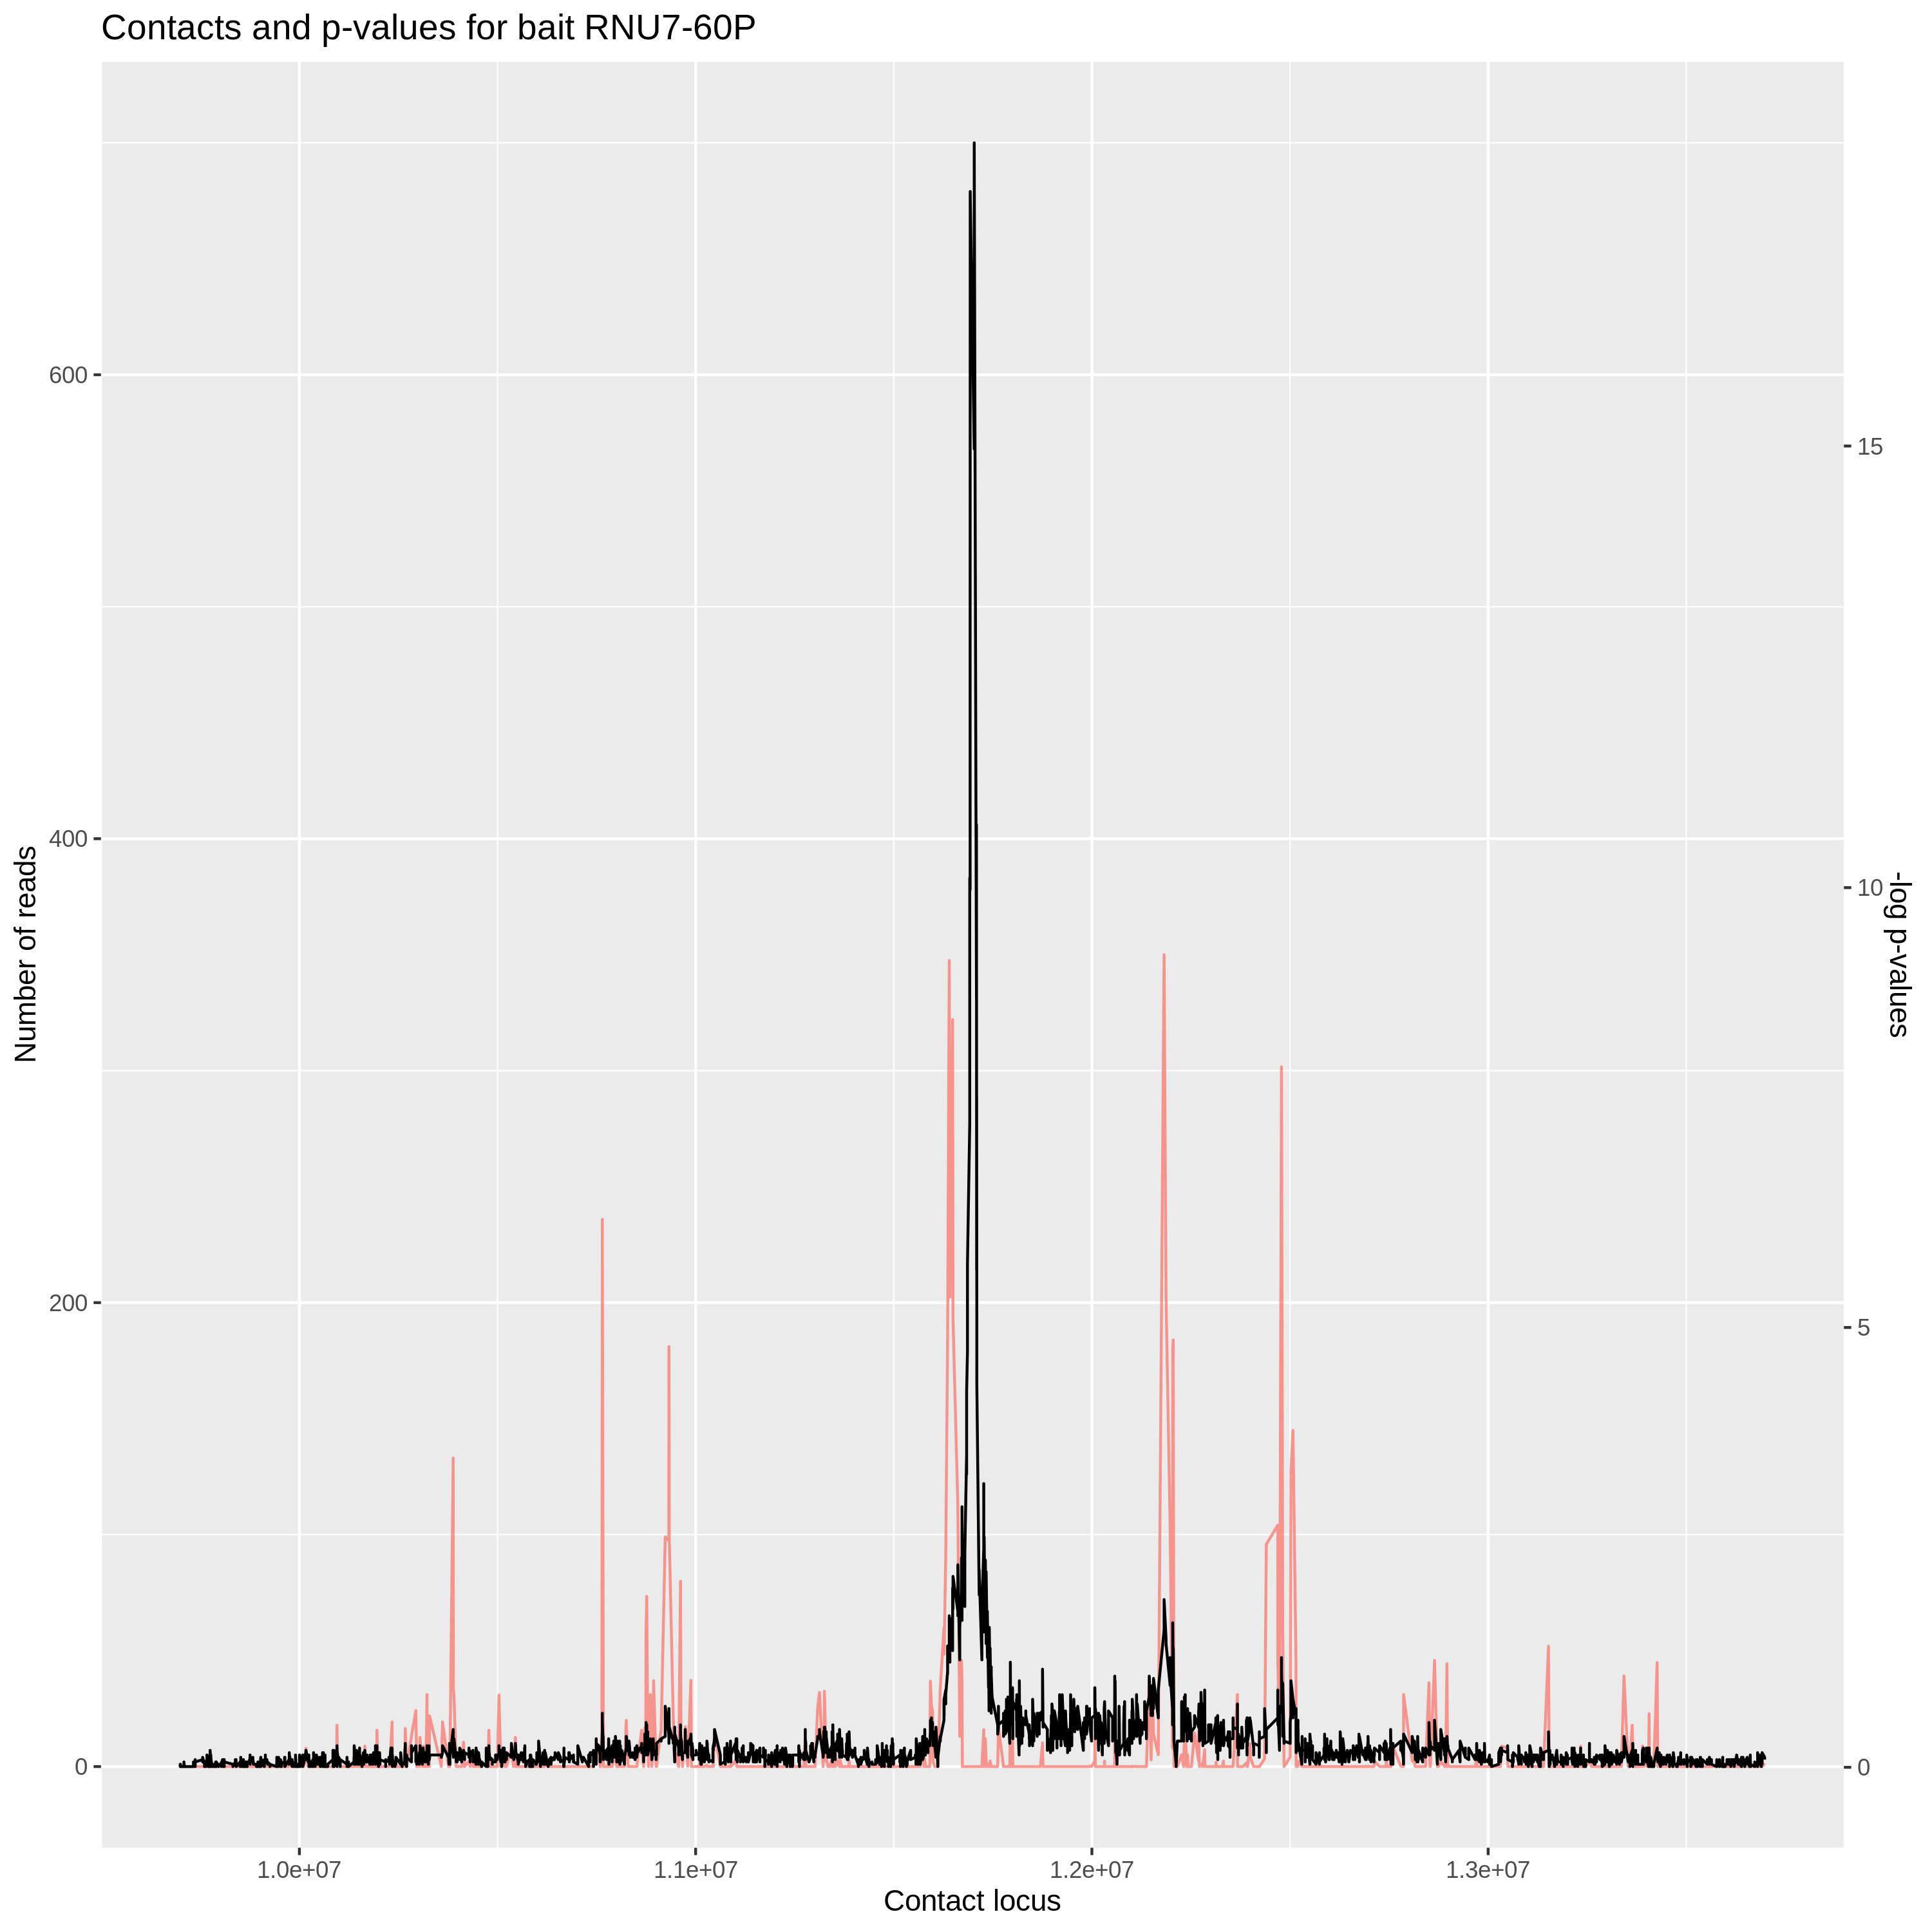 Contacts and p-values for bait RNU7-60P
600
400
200
0
Number of reads
15
10
5
0
-log p-values
1.0e+07
1.1e+07
1.2e+07
1.3e+07
Contact locus